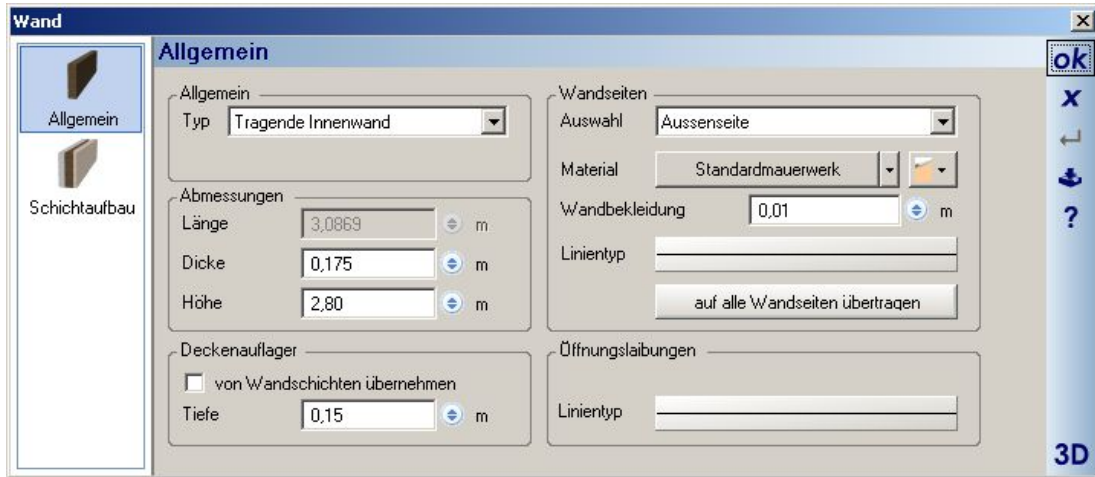 Wand
Allgemein
Schichtaufbau
Allgemein
Allgemein
Typ Tragende Innenwand
Abmessungen
Länge 3,0869 m
Dicke 0,175 m
Höhe 2,80 m
Deckenauflager
von Wandschichten übernehmen
Tiefe 0,15 m
Wandseiten
Auswahl Aussenseite
Material Standardmauerwerk
Wandbekleidung 0,01 m
Linientyp
auf alle Wandseiten übertragen
Öffnungslaibungen
Linientyp
ok
x
?
3D